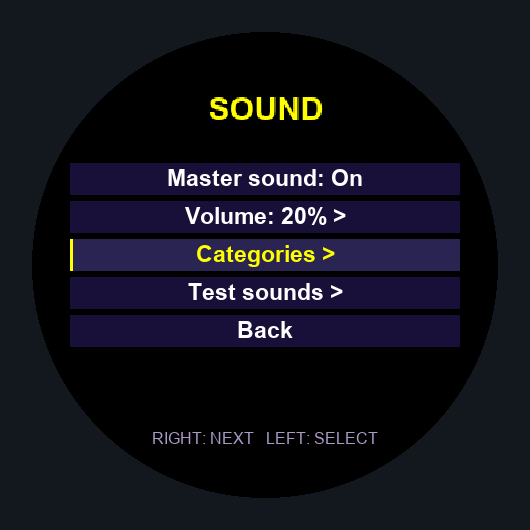 SOUND
Master sound: On
Volume: 20% >
Categories >
Test sounds >
Back
RIGHT: NEXT LEFT: SELECT